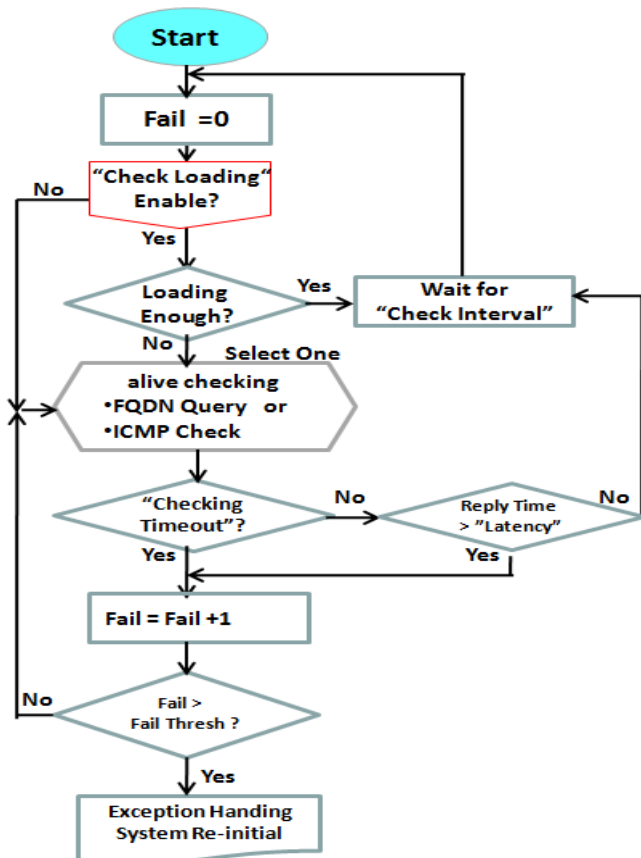 Start
Fail =0
“Check Loading“
Enable?
No
Yes
Loading
Enough?
Yes
Wait for
“Check Interval”
No
Select One
alive checking
•FQDN Query or
•ICMP Check
“Checking
Timeout”?
No
Reply Time
> ”Latency”
No
Yes
Yes
Fail = Fail +1
Fail >
Fail Thresh ?
No
Yes
Exception Handing
System Re-initial